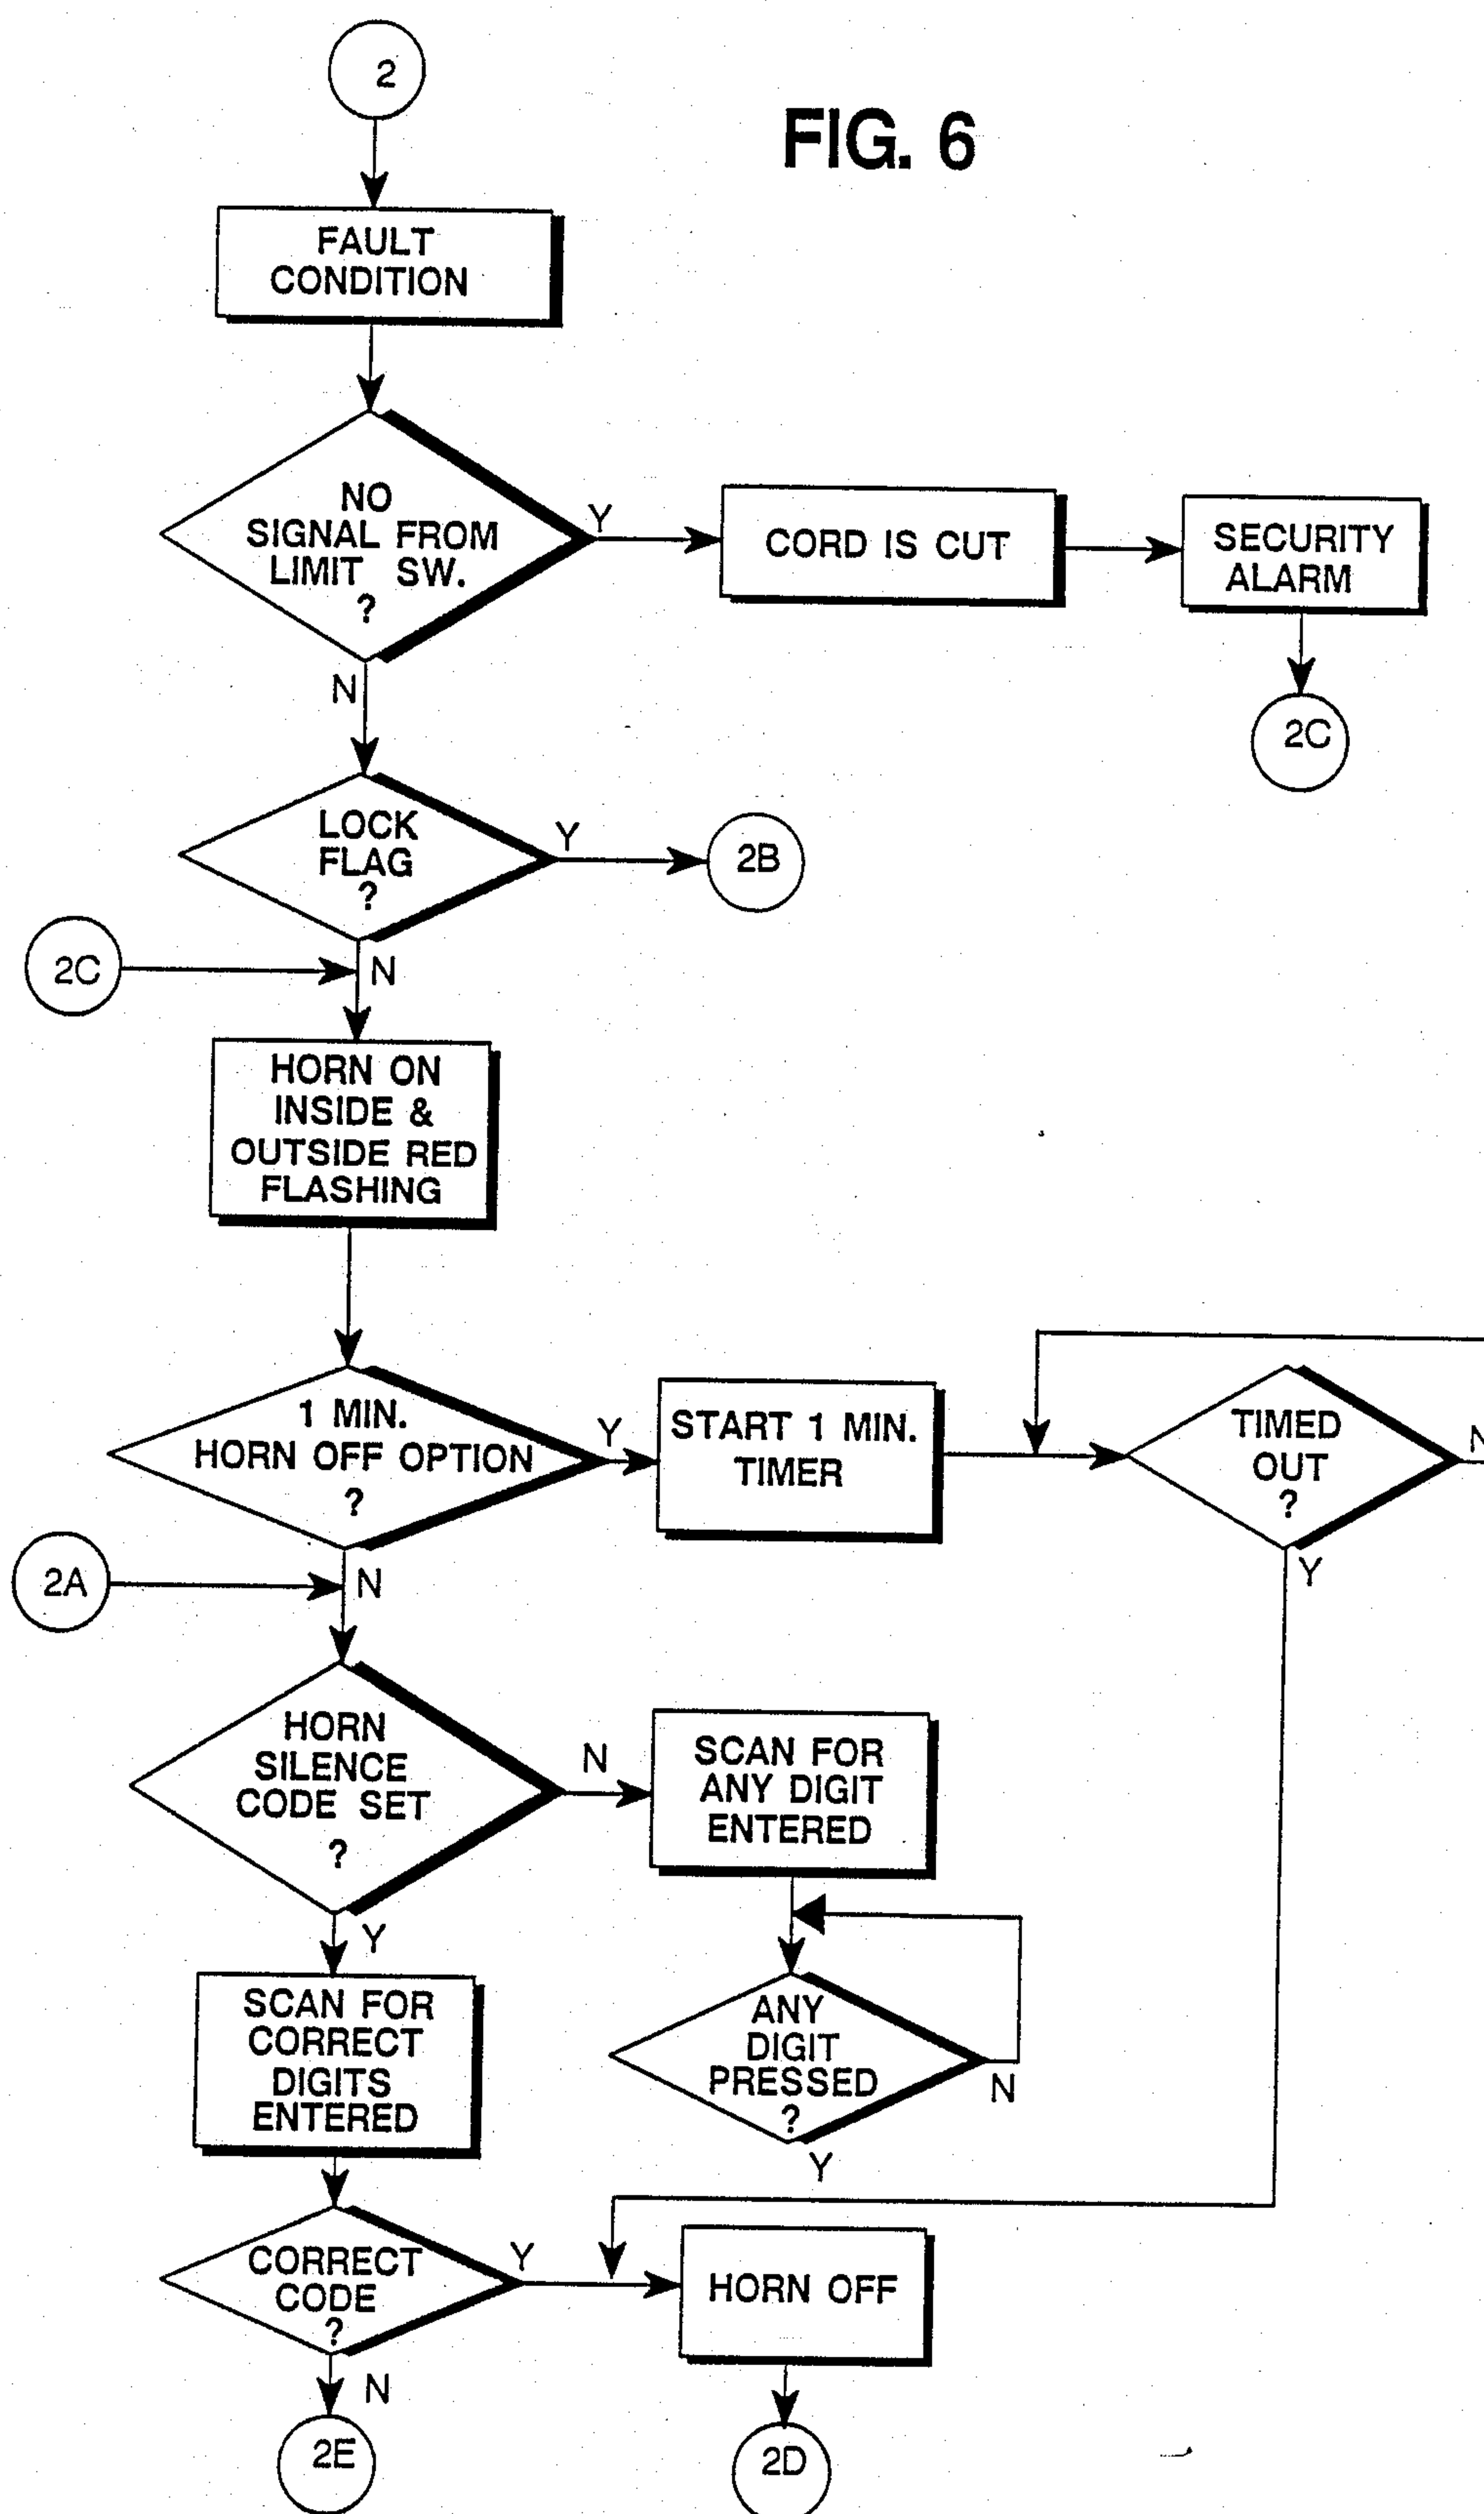 2
FIG. 6
FAULT
CONDITION
NO
SIGNAL FROM
LIMIT SW.
?
Y
CORD IS CUT
SECURITY
ALARM
N
2C
LOCK
FLAG
?
Y
2B
2C
N
HORN ON
INSIDE &
OUTSIDE RED
FLASHING
1 MIN.
HORN OFF OPTION
?
Y
START 1 MIN.
TIMER
TIMED
OUT
?
N
Y
2A
N
HORN
SILENCE
CODE SET
?
N
SCAN FOR
ANY DIGIT
ENTERED
Y
SCAN FOR
CORRECT
DIGITS
ENTERED
ANY
DIGIT
PRESSED
?
N
Y
CORRECT
CODE
?
Y
HORN OFF
N
2E
2D